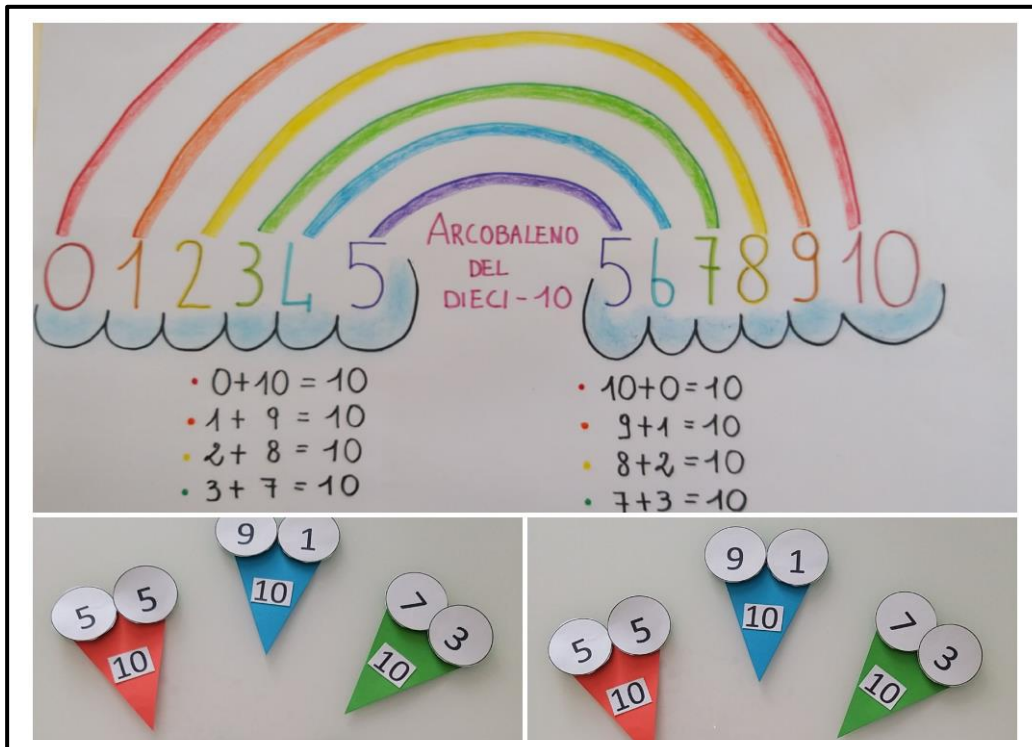 0 1 2 3 4 5 5 6 7 8 9 10
ARCOBALENO
DEL
DIECI-10
• 0+10=10
• 1+ 9 = 10
• 2+ 8 = 10
• 3+ 7 = 10
• 10+0=10
• 9+1=10
• 8+2=10
• 7+3=10
5 5
10
9 1
10
7 3
10
5 5
10
9 1
10
7 3
10